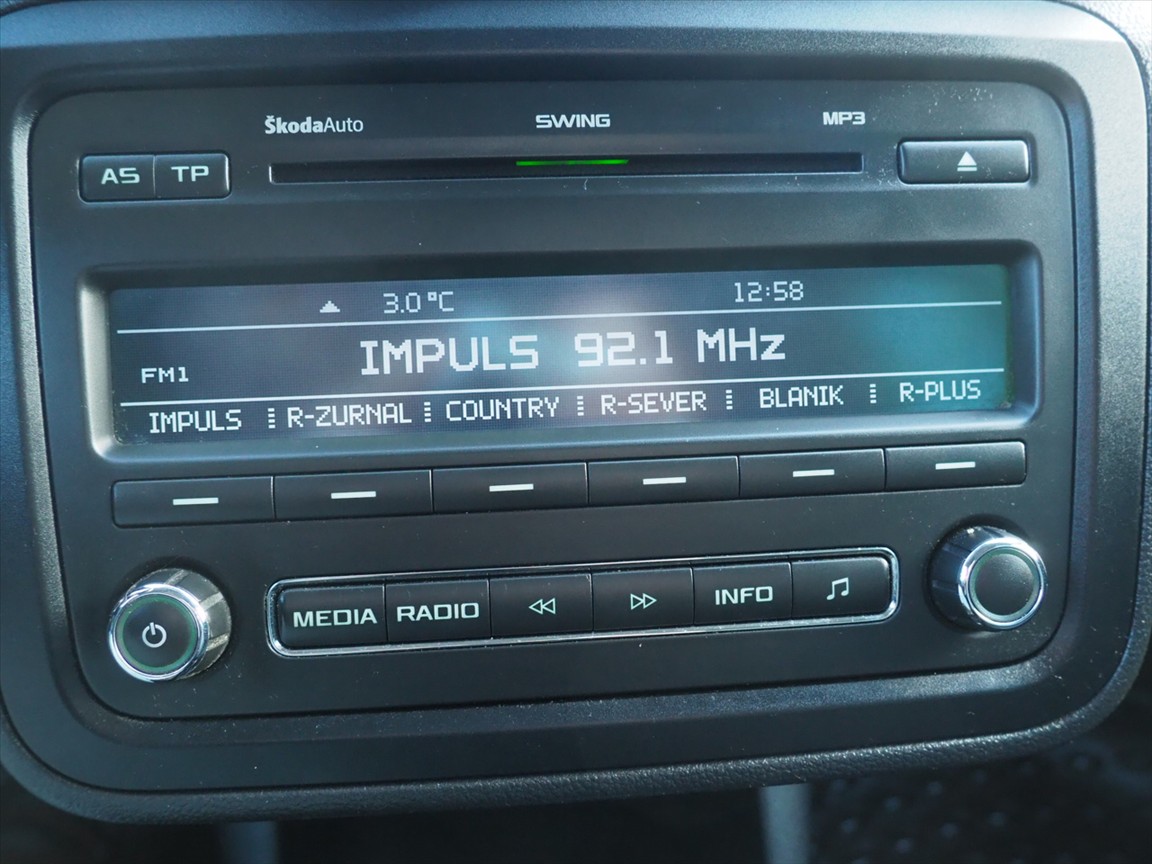 ŠkodaAuto SWING MP3
AS TP
3.0 °C 12:58
IMPULS 92.1 MHz
FM1
IMPULS R-ZURNAL COUNTRY R-SEVER BLANIK R-PLUS
MEDIA RADIO INFO